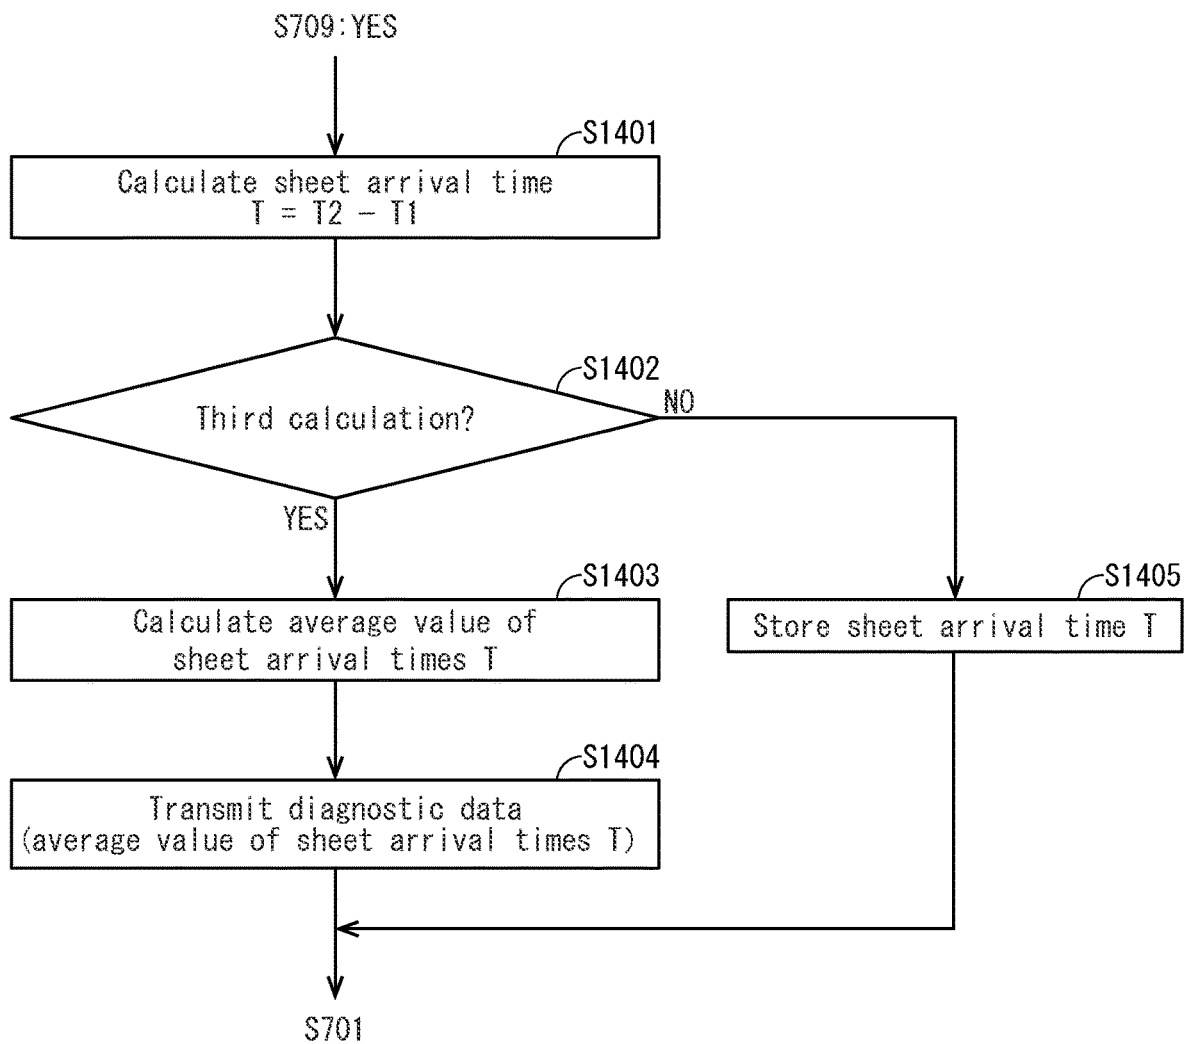 S709:YES
S1401
Calculate sheet arrival time
T = T2 − T1
S1402
Third calculation?
NO
YES
S1403
Calculate average value of
sheet arrival times T
S1405
Store sheet arrival time T
S1404
Transmit diagnostic data
(average value of sheet arrival times T)
S701